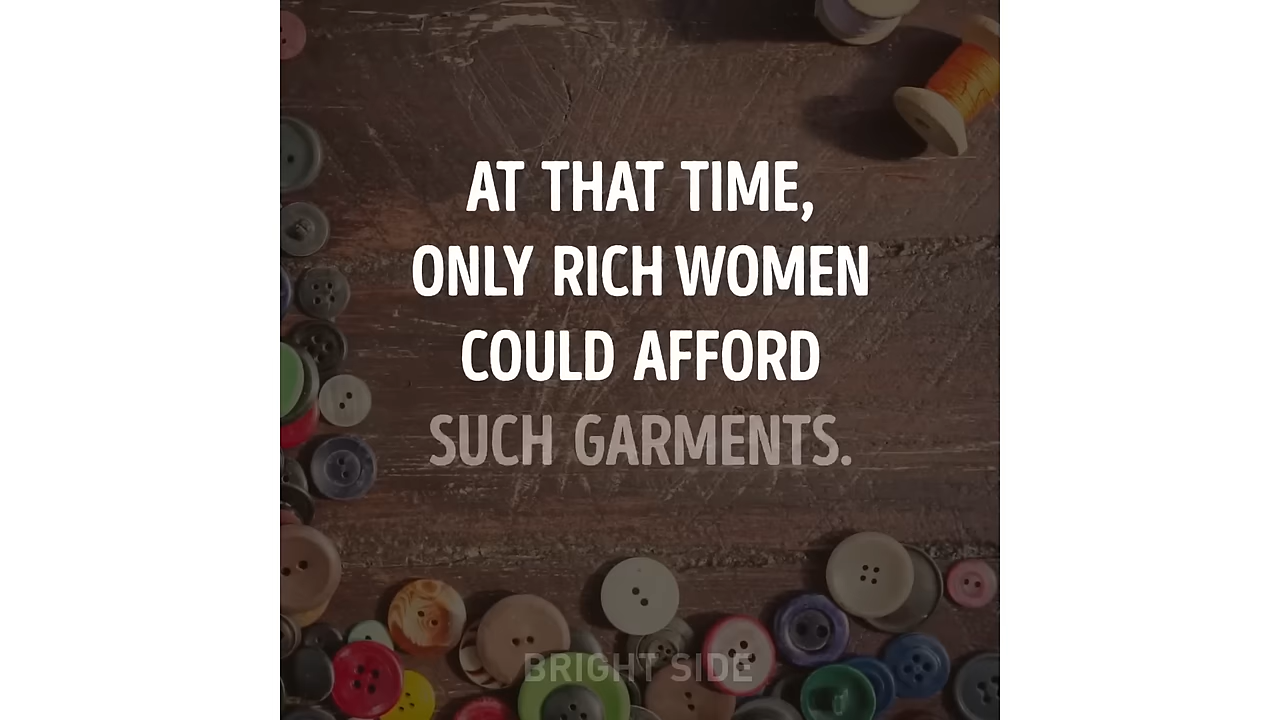 AT THAT TIME,
ONLY RICH WOMEN
COULD AFFORD
SUCH GARMENTS.
BRIGHT SIDE